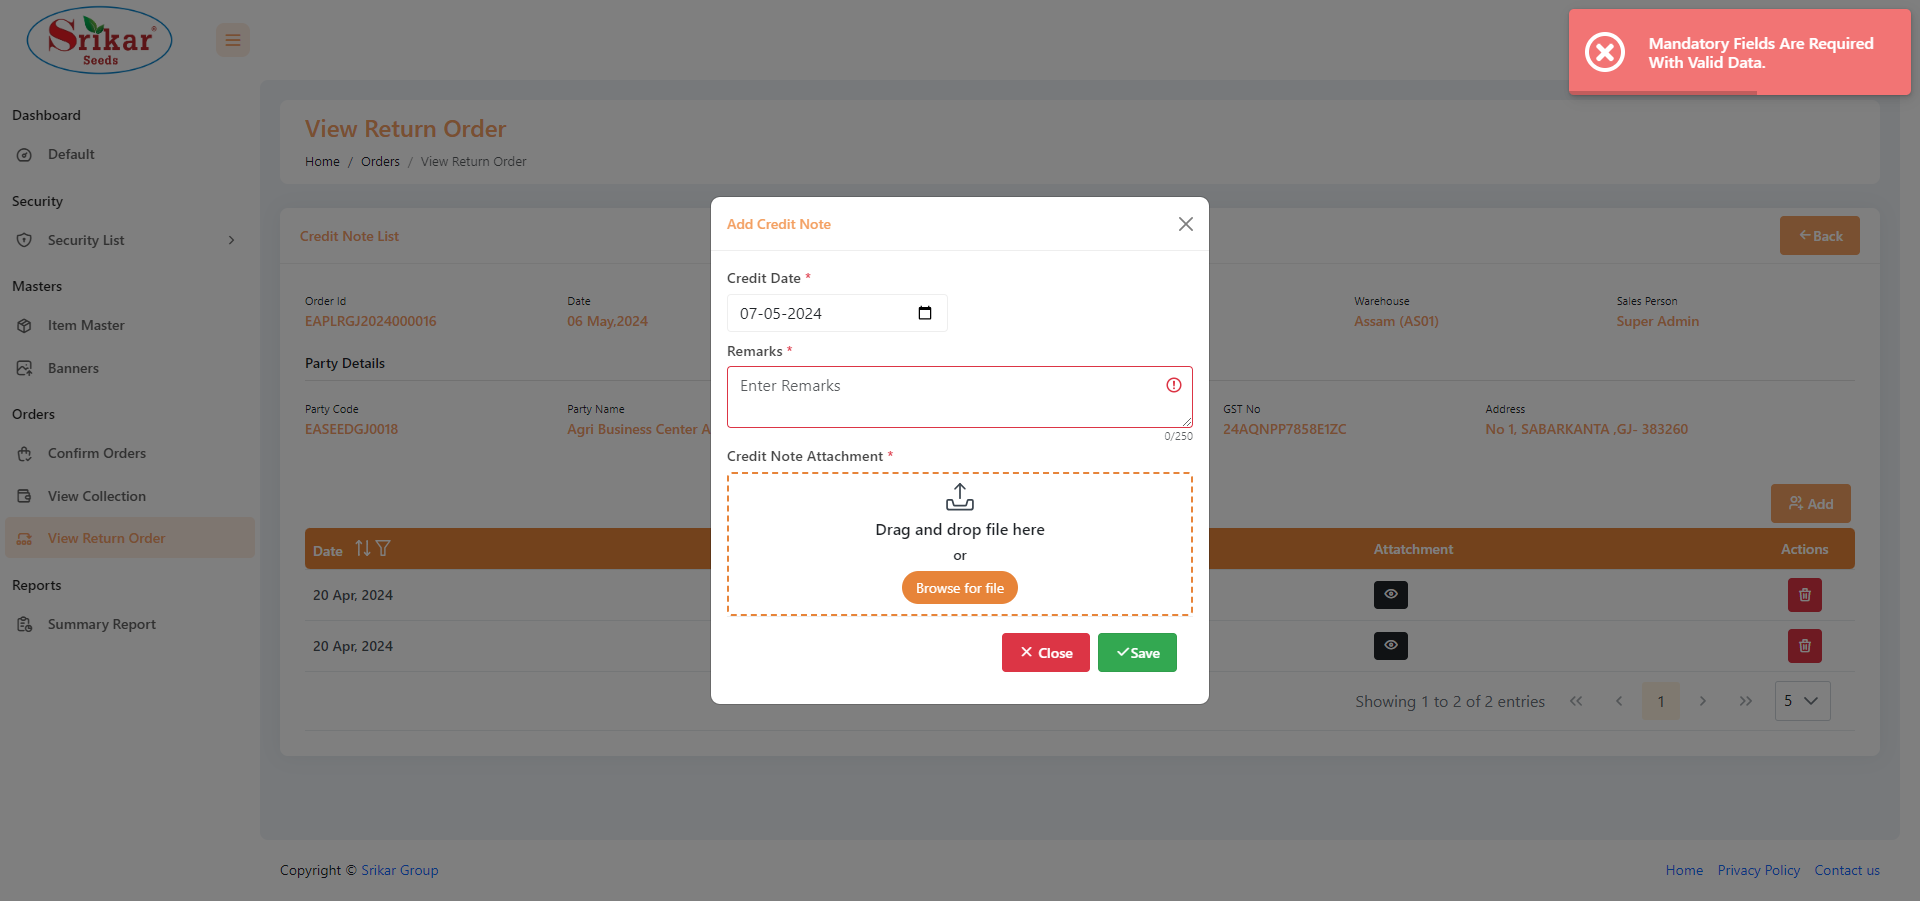 Srikar
Seeds
Mandatory Fields Are Required
With Valid Data.
Dashboard
Default
Security
Security List
Masters
Item Master
Banners
Orders
Confirm Orders
View Collection
View Return Order
Reports
Summary Report
View Return Order
Home / Orders / View Return Order
Credit Note List
Back
Order Id
EAPLRGJ2024000016
Date
06 May,2024
Warehouse
Assam (AS01)
Sales Person
Super Admin
Party Details
Party Code
EASEEDGJ0018
Party Name
Agri Business Center A
GST No
24AQNPP7858E1ZC
Address
No 1, SABARKANTA ,GJ- 383260
Add
Date
Attatchment
Actions
20 Apr, 2024
20 Apr, 2024
Showing 1 to 2 of 2 entries
1
5
Add Credit Note
Credit Date *
07-05-2024
Remarks *
Enter Remarks
0/250
Credit Note Attachment *
Drag and drop file here
or
Browse for file
Close
Save
Copyright © Srikar Group
Home Privacy Policy Contact us